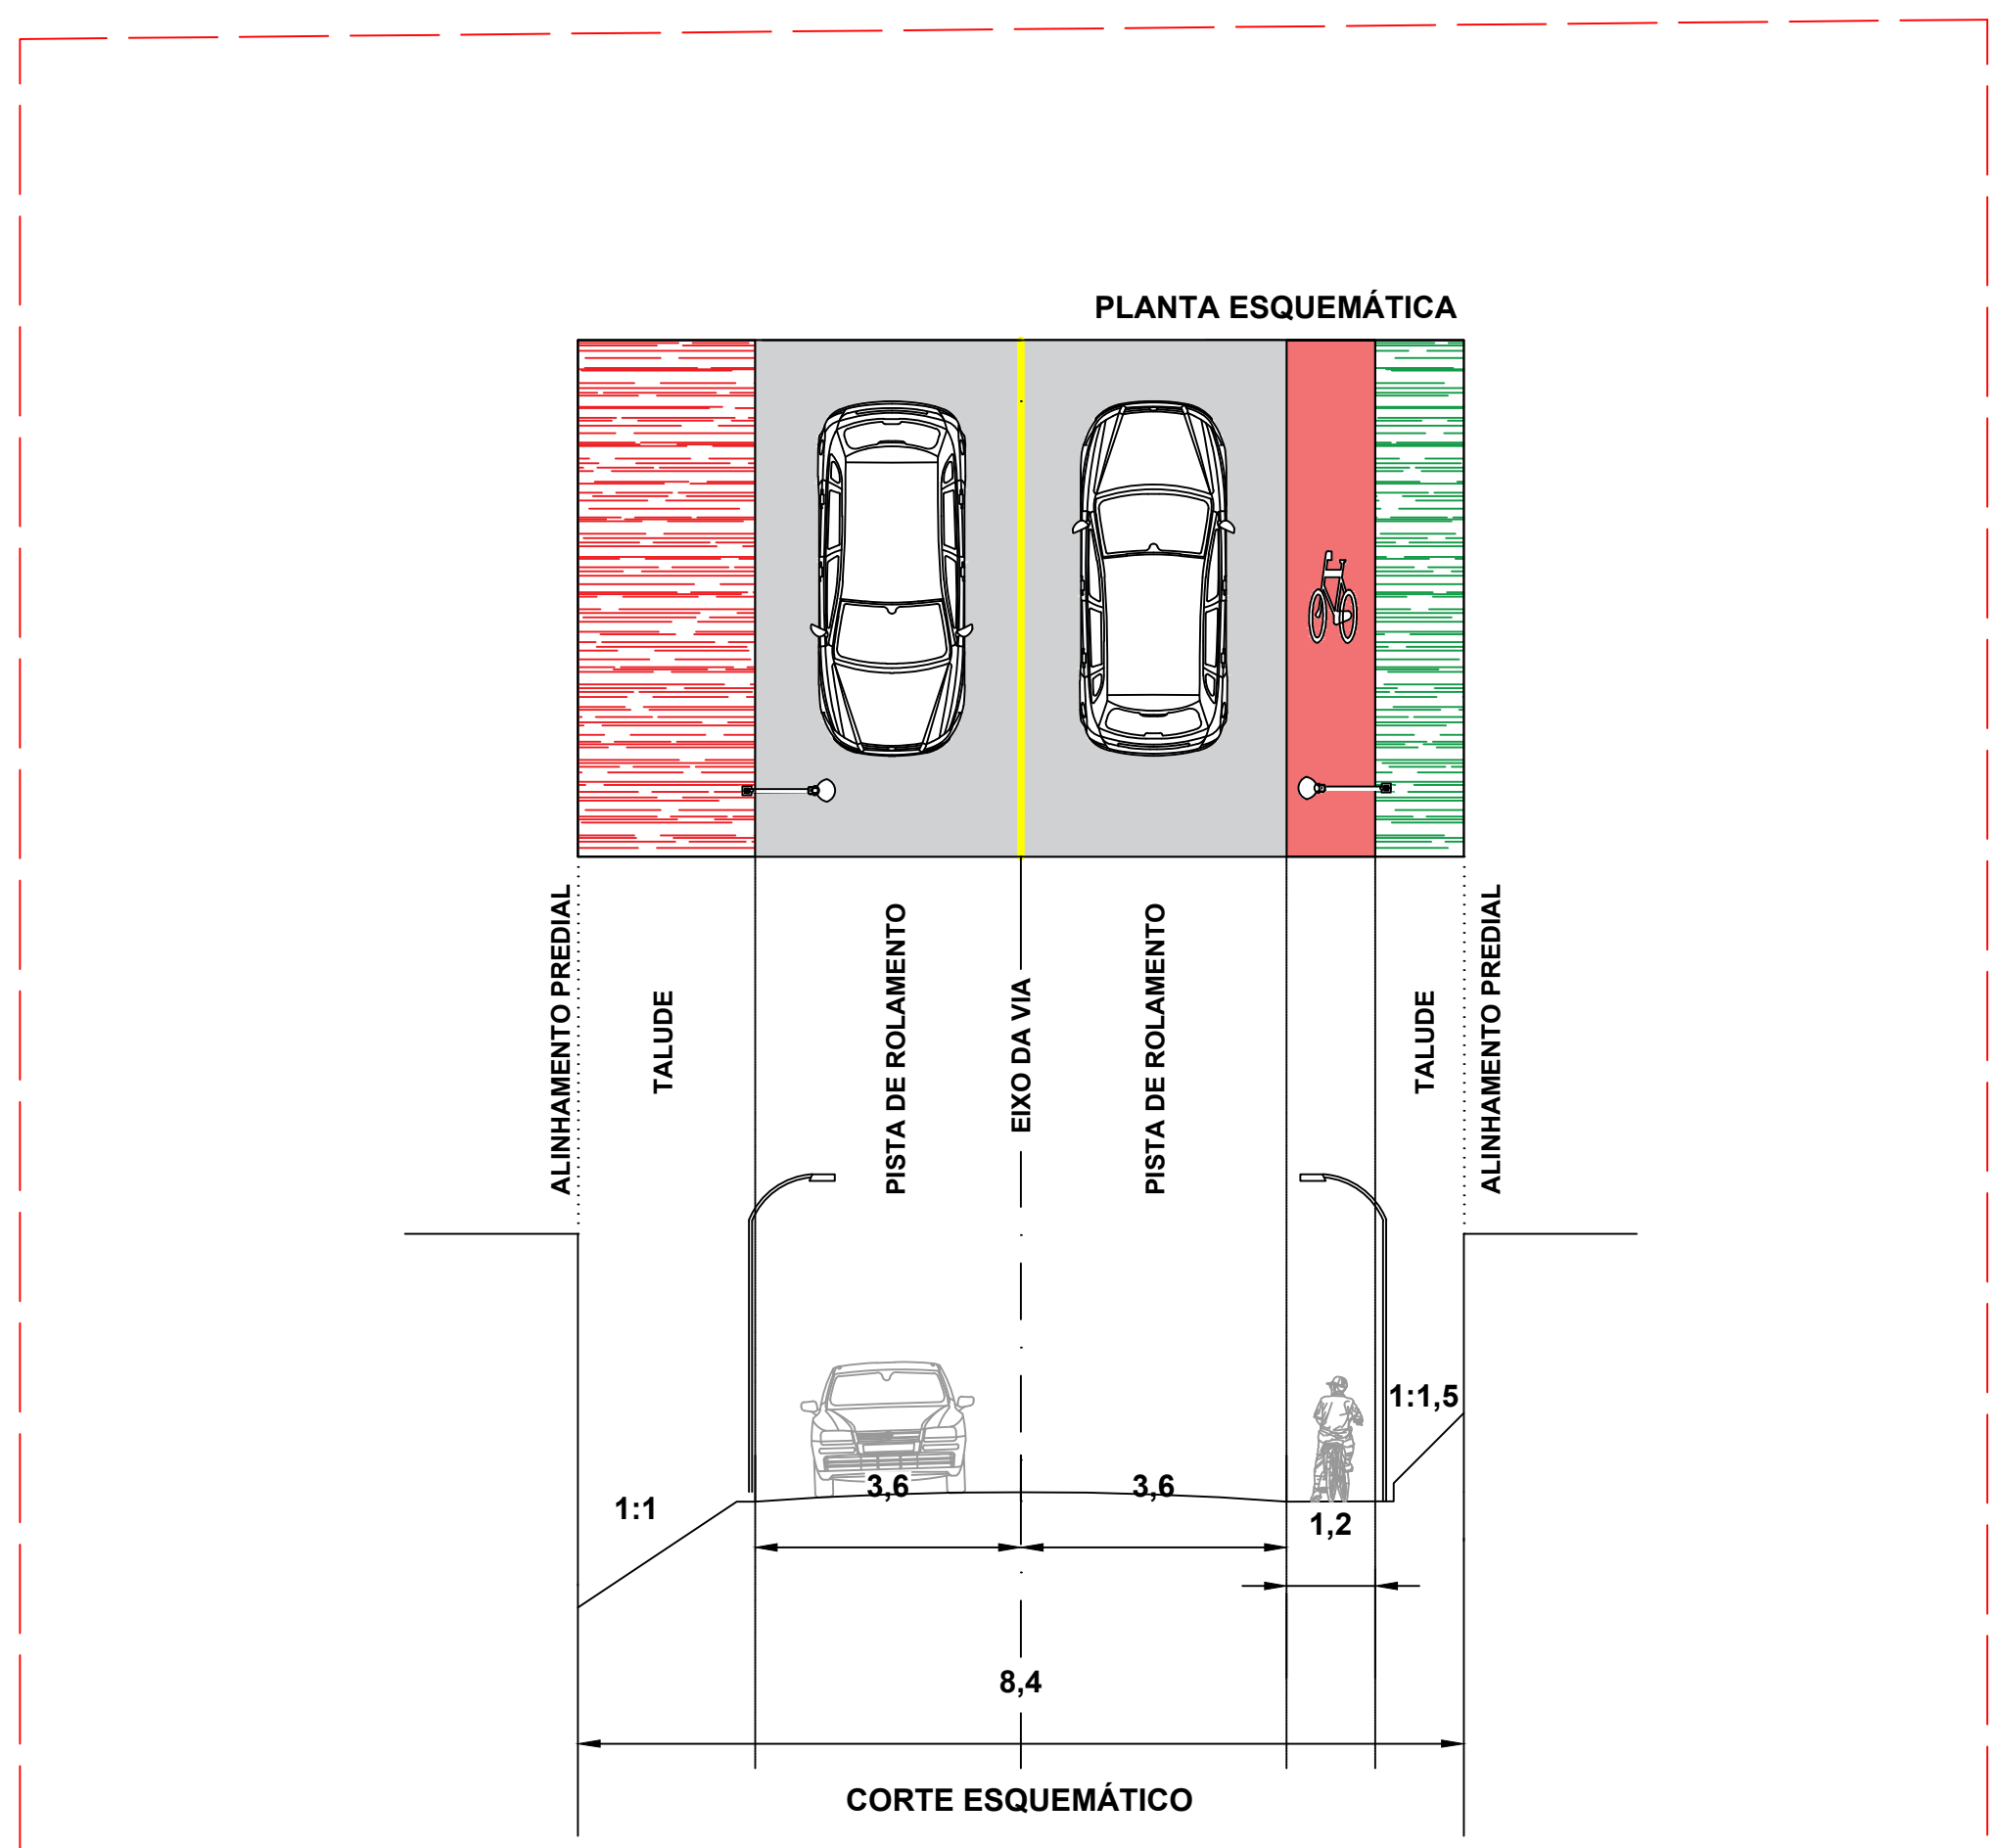 PLANTA ESQUEMÁTICA
ALINHAMENTO PREDIAL
TALUDE
PISTA DE ROLAMENTO
EIXO DA VIA
PISTA DE ROLAMENTO
TALUDE
ALINHAMENTO PREDIAL
1:1,5
3,6
3,6
1:1
1,2
8,4
CORTE ESQUEMÁTICO